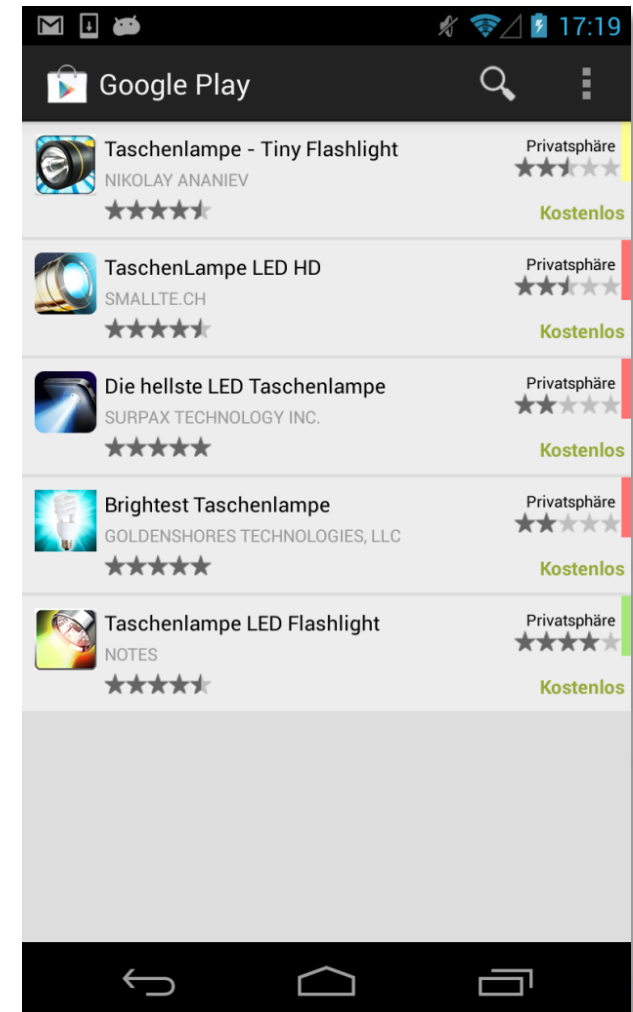 17:19
Google Play
Taschenlampe - Tiny Flashlight
Privatsphäre
NIKOLAY ANANIEV
Kostenlos
TaschenLampe LED HD
Privatsphäre
SMALLTE.CH
Kostenlos
Die hellste LED Taschenlampe
Privatsphäre
SURPAX TECHNOLOGY INC.
Kostenlos
Brightest Taschenlampe
Privatsphäre
GOLDENSHORES TECHNOLOGIES, LLC
Kostenlos
Taschenlampe LED Flashlight
Privatsphäre
NOTES
Kostenlos